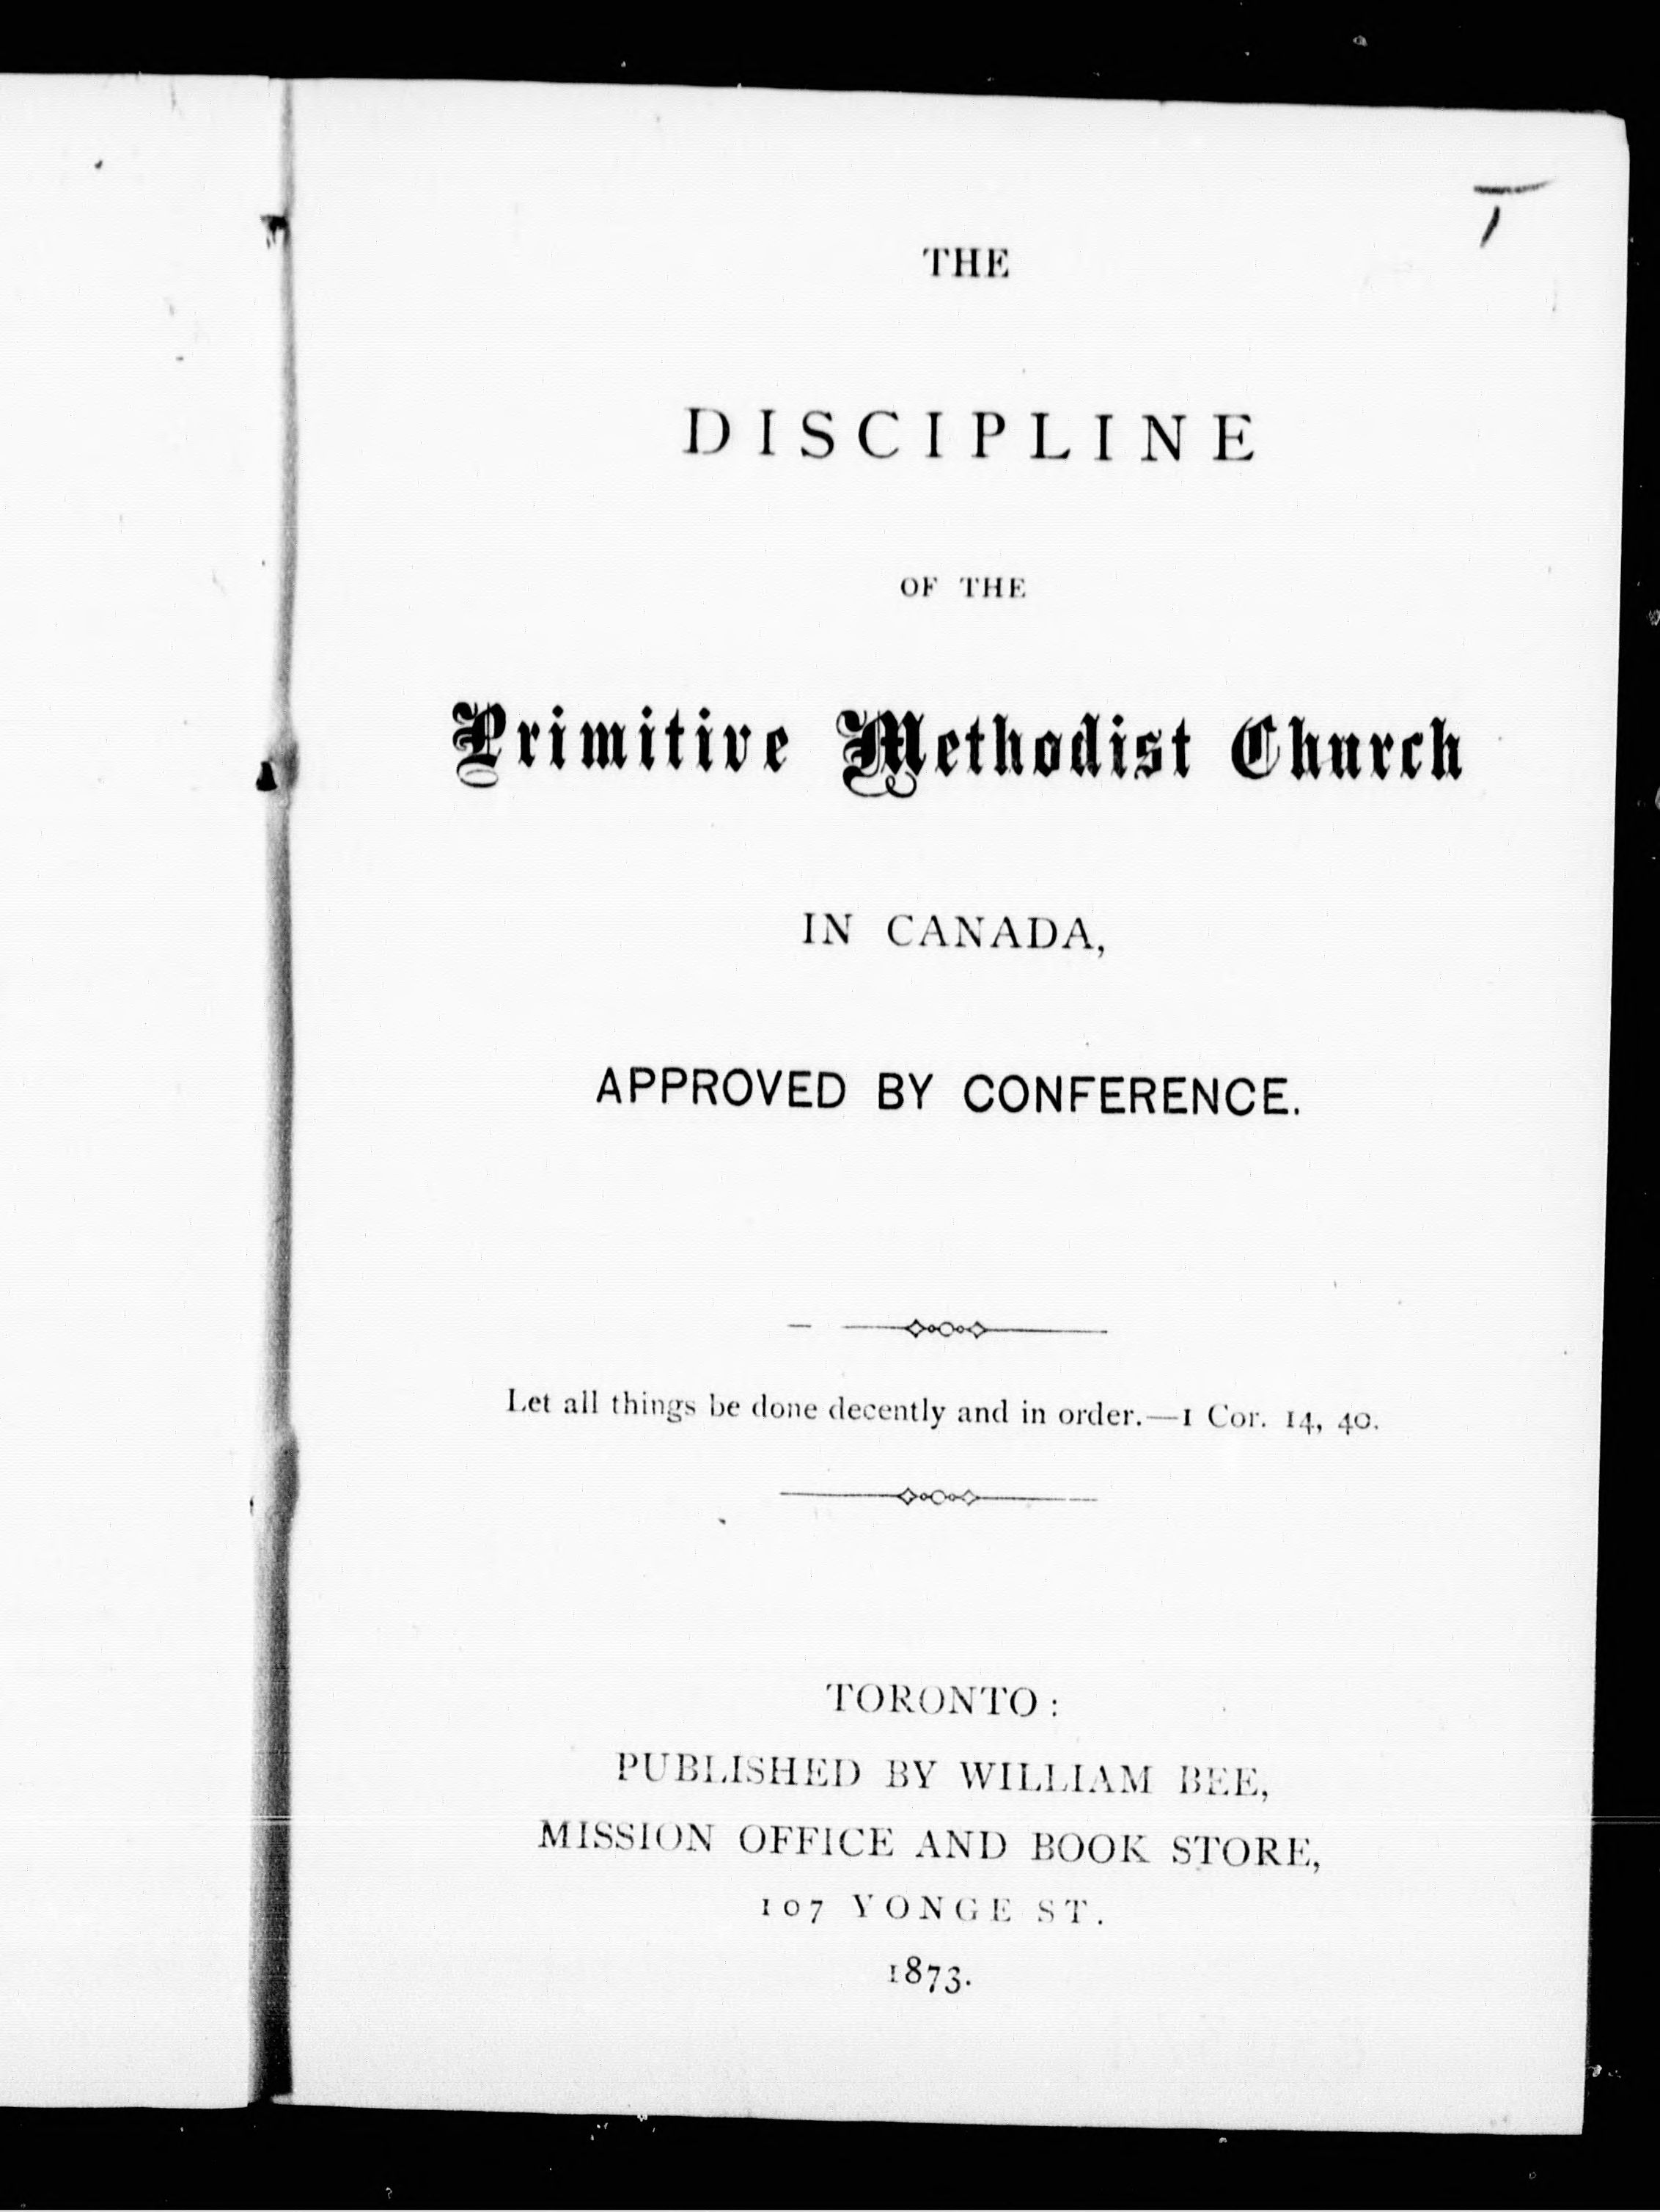 THE
DISCIPLINE
OF THE
Primitive Methodist Church
IN CANADA,
APPROVED BY CONFERENCE.
Let all things be done decently and in order.—1 Cor. 14, 40.
TORONTO:
PUBLISHED BY WILLIAM BEE,
MISSION OFFICE AND BOOK STORE,
107 YONGE ST.
1873.